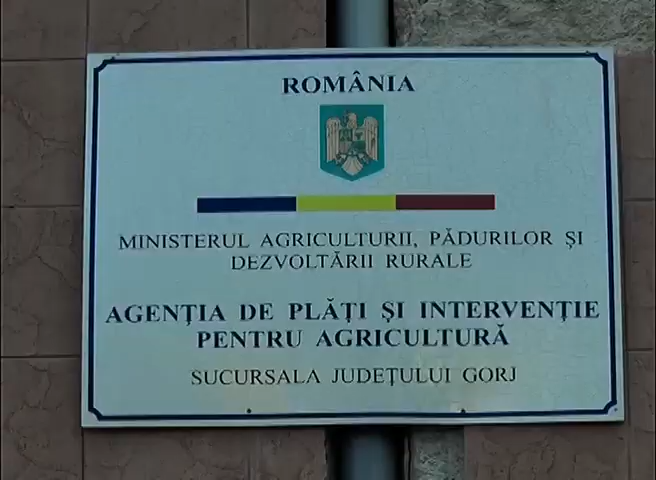 ROMÂNIA
MINISTERUL AGRICULTURII, PĂDURILOR ȘI
DEZVOLTĂRII RURALE
AGENȚIA DE PLĂȚI ȘI INTERVENȚIE
PENTRU AGRICULTURĂ
SUCURSALA JUDEȚULUI GORJ